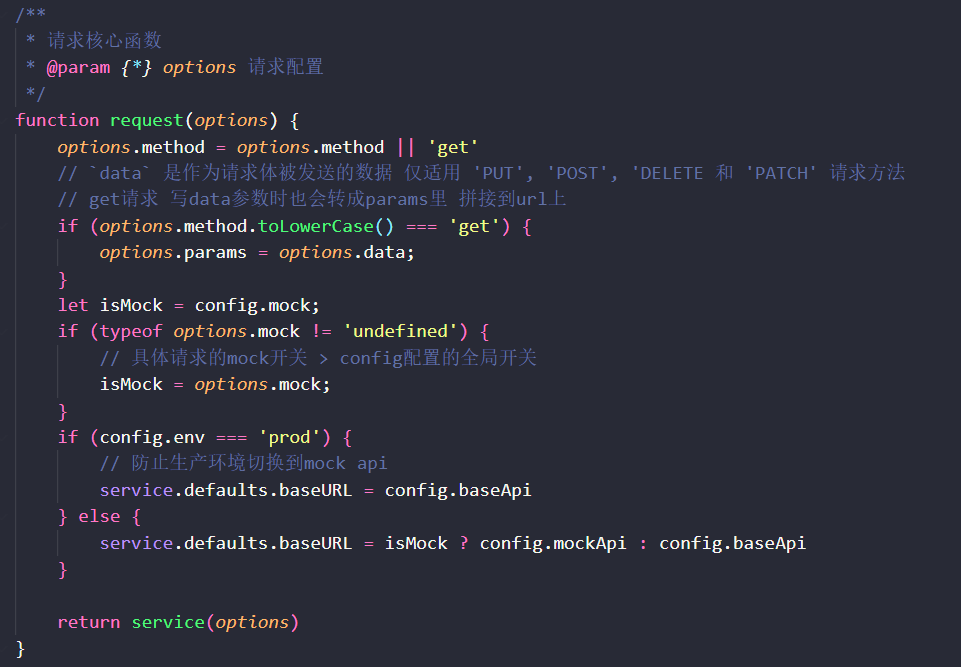 /**
 * 请求核心函数
 * @param {*} options 请求配置
 */
function request(options) {
    options.method = options.method || 'get'
    // `data` 是作为请求体被发送的数据 仅适用 'PUT', 'POST', 'DELETE 和 'PATCH' 请求方法
    // get请求 写data参数时也会转成params里 拼接到url上
    if (options.method.toLowerCase() === 'get') {
        options.params = options.data;
    }
    let isMock = config.mock;
    if (typeof options.mock != 'undefined') {
        // 具体请求的mock开关 > config配置的全局开关
        isMock = options.mock;
    }
    if (config.env === 'prod') {
        // 防止生产环境切换到mock api
        service.defaults.baseURL = config.baseApi
    } else {
        service.defaults.baseURL = isMock ? config.mockApi : config.baseApi
    }

    return service(options)
}